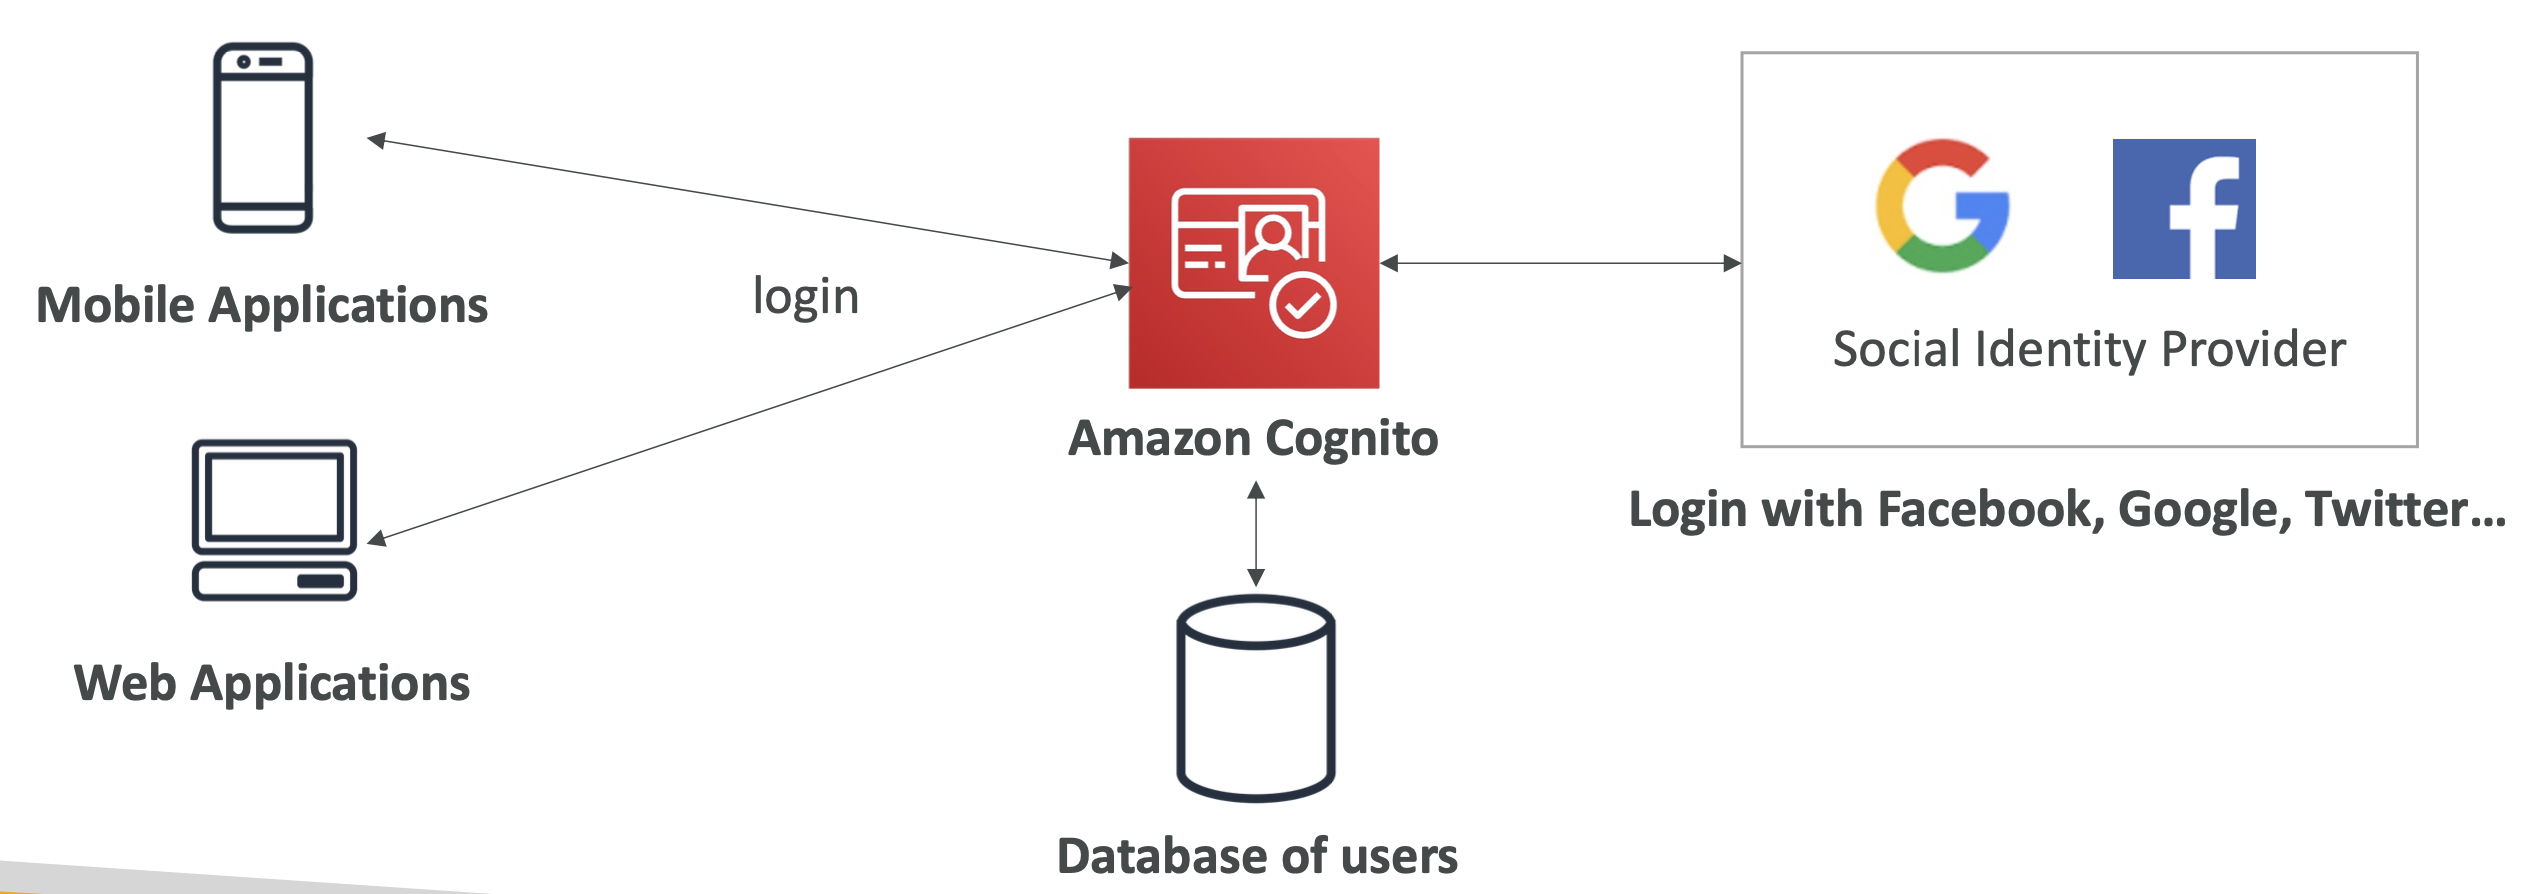 Mobile Applications
login
Web Applications
Amazon Cognito
Database of users
Social Identity Provider
Login with Facebook, Google, Twitter...